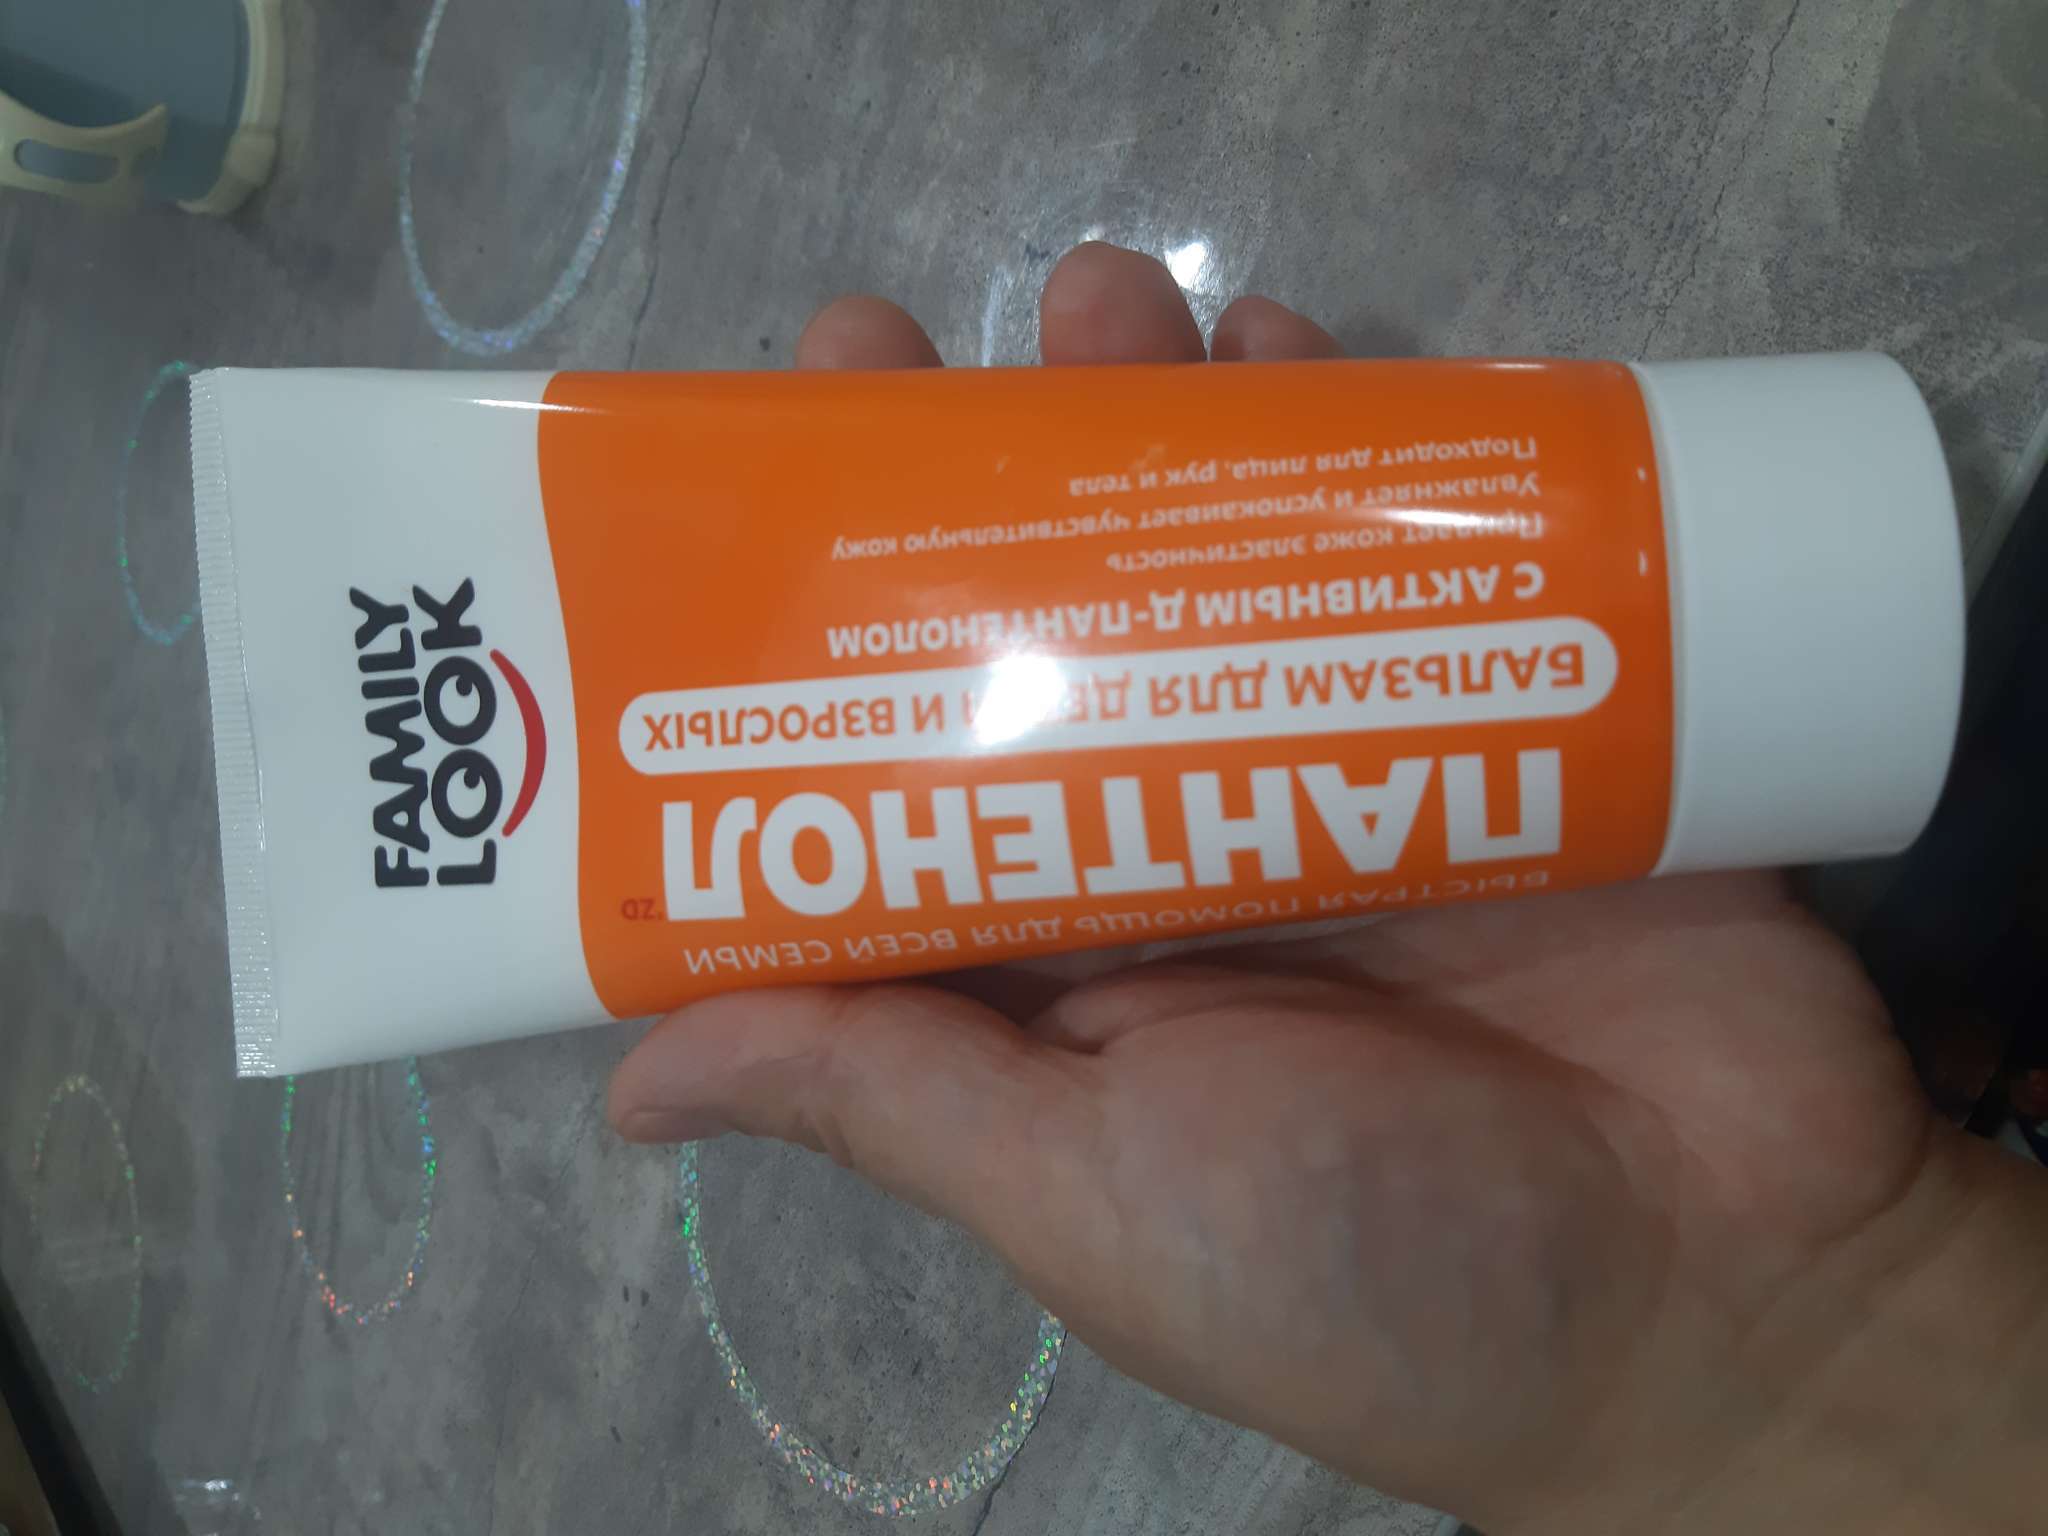 FAMILY
LOOK
БЫСТРАЯ ПОМОЩЬ ДЛЯ ВСЕЙ СЕМЬИ
ПАНТЕНОЛ
'ZD
БАЛЬЗАМ ДЛЯ ДЕТЕЙ И ВЗРОСЛЫХ
С АКТИВНЫМ Д-ПАНТЕНОЛОМ
Придает коже эластичность
Увлажняет и успокаивает чувствительную кожу
Подходит для лица, рук и тела